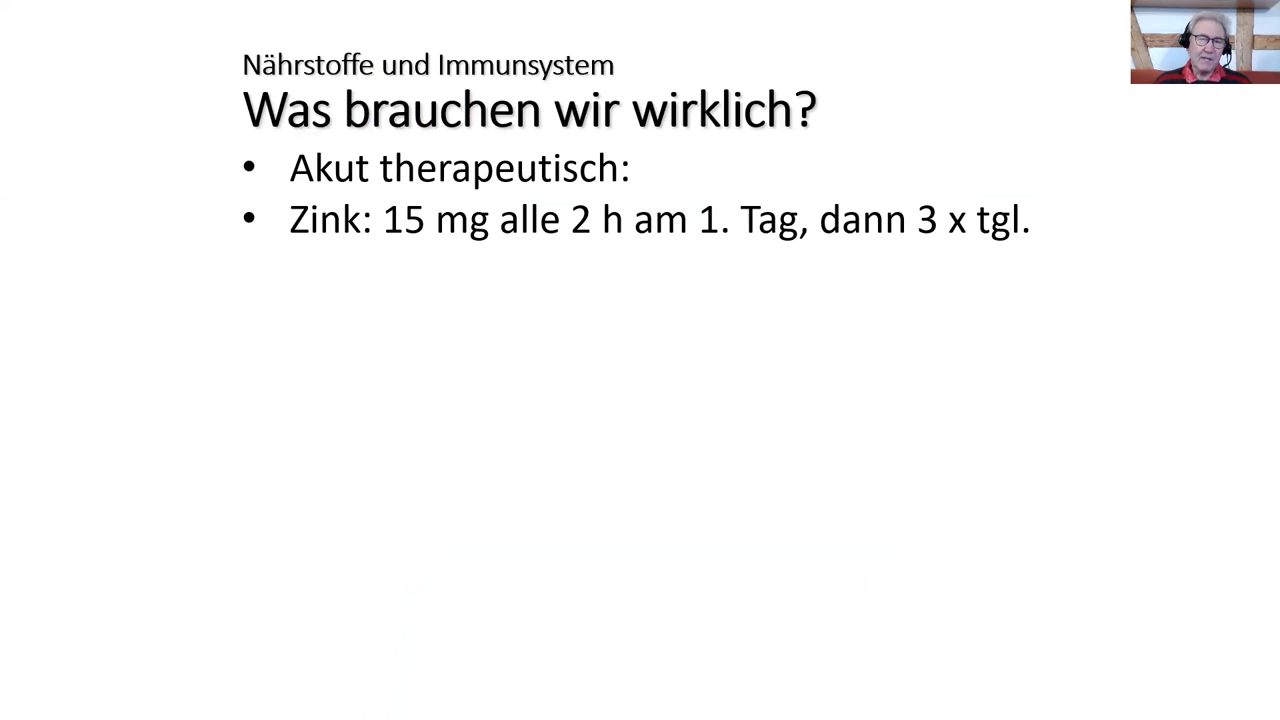 Nährstoffe und Immunsystem
Was brauchen wir wirklich?
• Akut therapeutisch:
• Zink: 15 mg alle 2 h am 1. Tag, dann 3 x tgl.